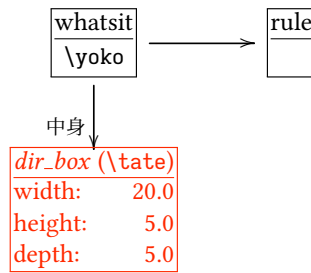 whatsit
\yoko
rule
中身
dir_box (\tate)
width: 20.0
height: 5.0
depth: 5.0